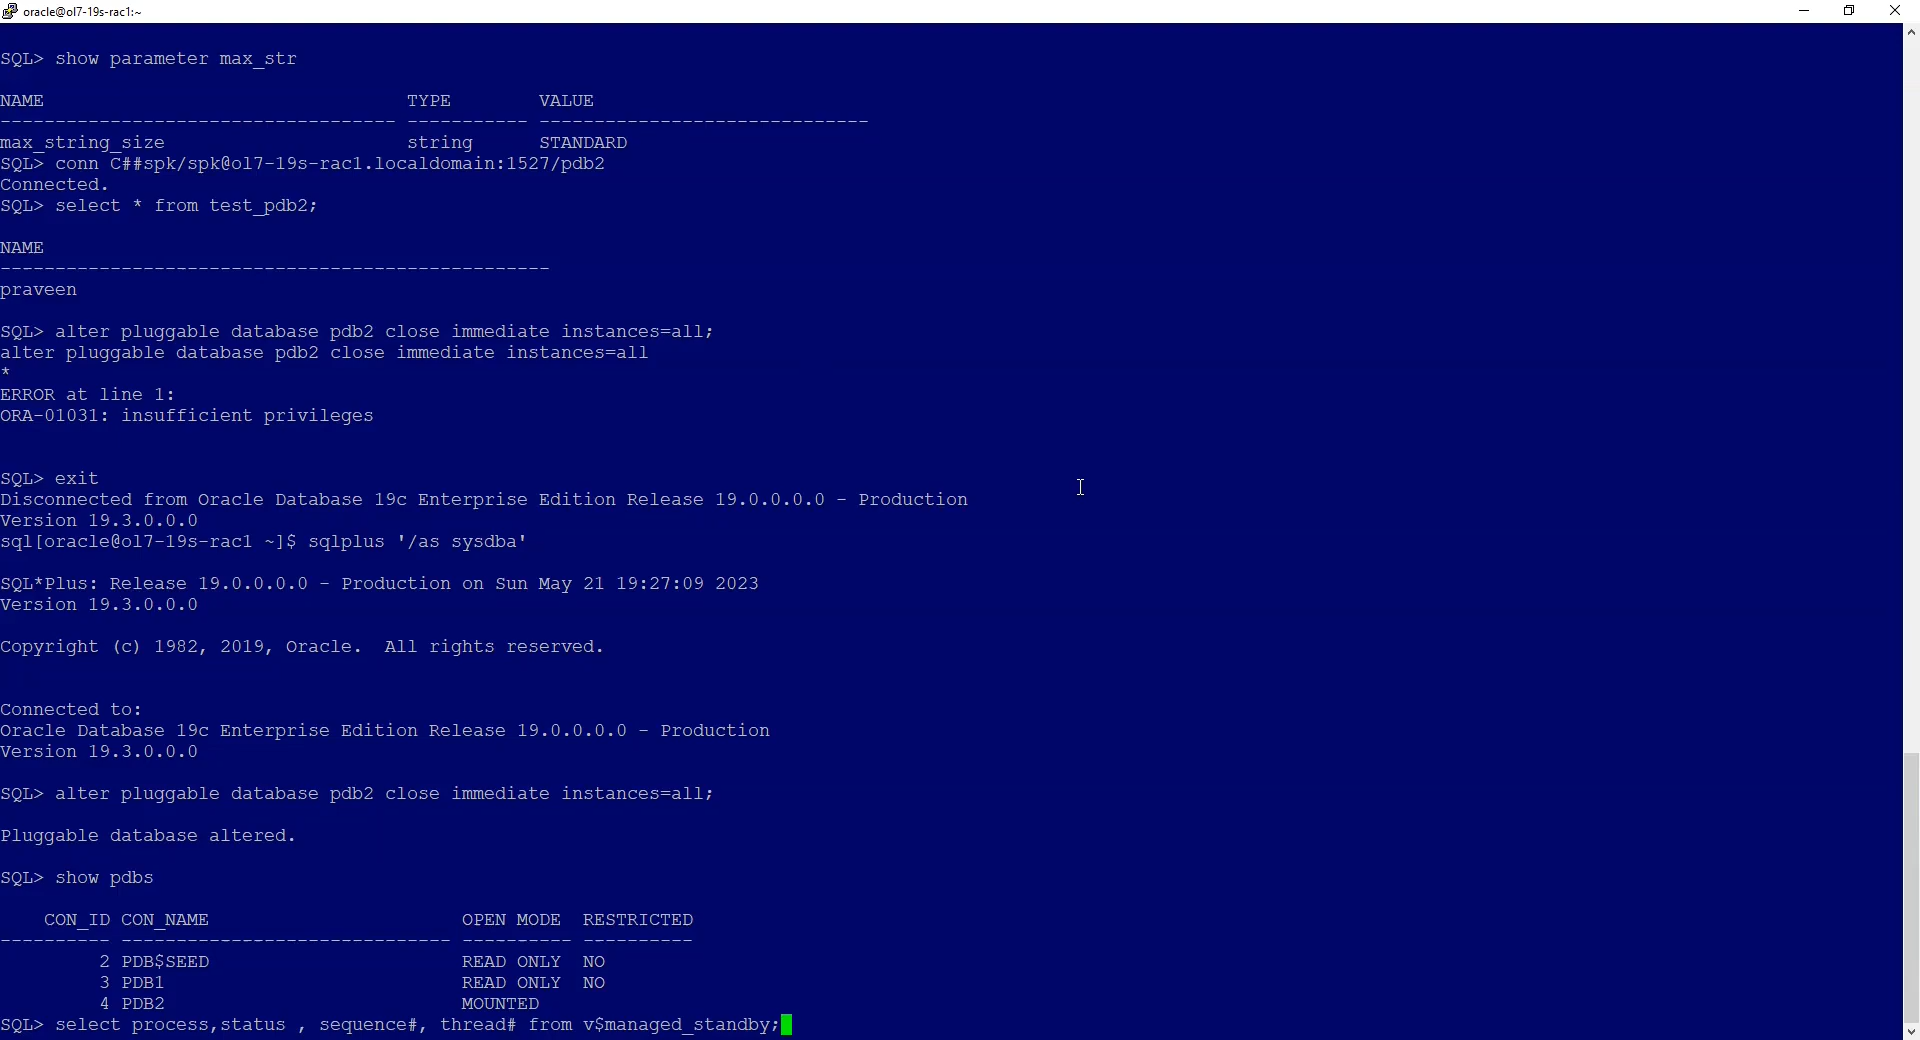 oracle@ol7-19s-rac1:~
SQL> show parameter max_str
NAME                                 TYPE        VALUE
------------------------------------ ----------- ------------------------------
max_string_size                      string      STANDARD
SQL> conn C##spk/spk@ol7-19s-rac1.localdomain:1527/pdb2
Connected.
SQL> select * from test_pdb2;
NAME
--------------------------------------------------
praveen
SQL> alter pluggable database pdb2 close immediate instances=all;
alter pluggable database pdb2 close immediate instances=all
*
ERROR at line 1:
ORA-01031: insufficient privileges
SQL> exit
Disconnected from Oracle Database 19c Enterprise Edition Release 19.0.0.0.0 - Production
Version 19.3.0.0.0
sql[oracle@ol7-19s-rac1 ~]$ sqlplus '/as sysdba'
SQL*Plus: Release 19.0.0.0.0 - Production on Sun May 21 19:27:09 2023
Version 19.3.0.0.0
Copyright (c) 1982, 2019, Oracle.  All rights reserved.
Connected to:
Oracle Database 19c Enterprise Edition Release 19.0.0.0.0 - Production
Version 19.3.0.0.0
SQL> alter pluggable database pdb2 close immediate instances=all;
Pluggable database altered.
SQL> show pdbs
    CON_ID CON_NAME                       OPEN MODE  RESTRICTED
---------- ------------------------------ ---------- ----------
         2 PDB$SEED                       READ ONLY  NO
         3 PDB1                           READ ONLY  NO
         4 PDB2                           MOUNTED
SQL> select process,status , sequence#, thread# from v$managed_standby;